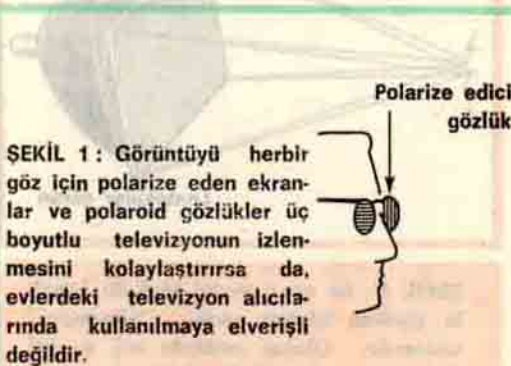 Polarize edici
gözlük
ŞEKİL 1 : Görüntüyü herbir
göz için polarize eden ekran-
lar ve polaroid gözlükler üç
boyutlu televizyonun izlen-
mesini kolaylaştırırsa da,
evlerdeki televizyon alıcıla-
rında kullanılmaya elverişli
değildir.